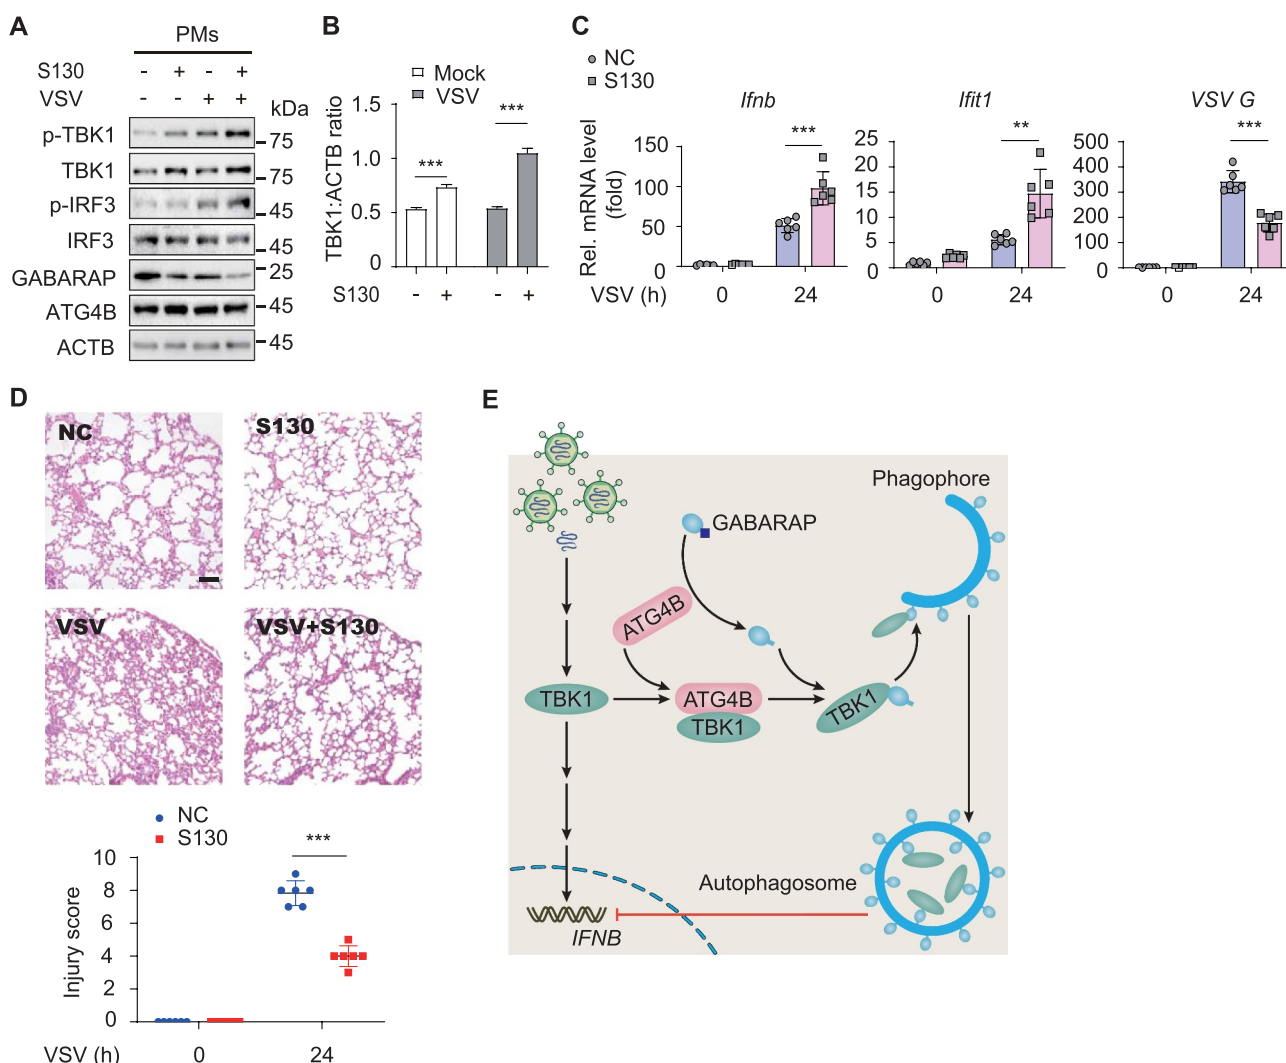 A
PMs
S130 - + - +
VSV - - + + kDa
p-TBK1 75
TBK1 75
p-IRF3 45
IRF3 45
GABARAP 25
ATG4B 45
ACTB 45
B
Mock
VSV
TBK1:ACTB ratio
1.5
1.0
0.5
0
***
***
S130 - + - +
C
NC
S130
Rel. mRNA level
(fold)
Ifnb
150
100
50
0
***
Ifit1
25
20
15
10
5
0
**
VSV G
500
400
300
200
100
0
***
VSV (h) 0 24 0 24 0 24
D
NC
S130
VSV
VSV+S130
NC
S130
Injury score
10
8
6
4
2
0
***
VSV (h) 0 24
E
Phagophore
GABARAP
ATG4B
TBK1
ATG4B
TBK1
TBK1
Autophagosome
IFNB